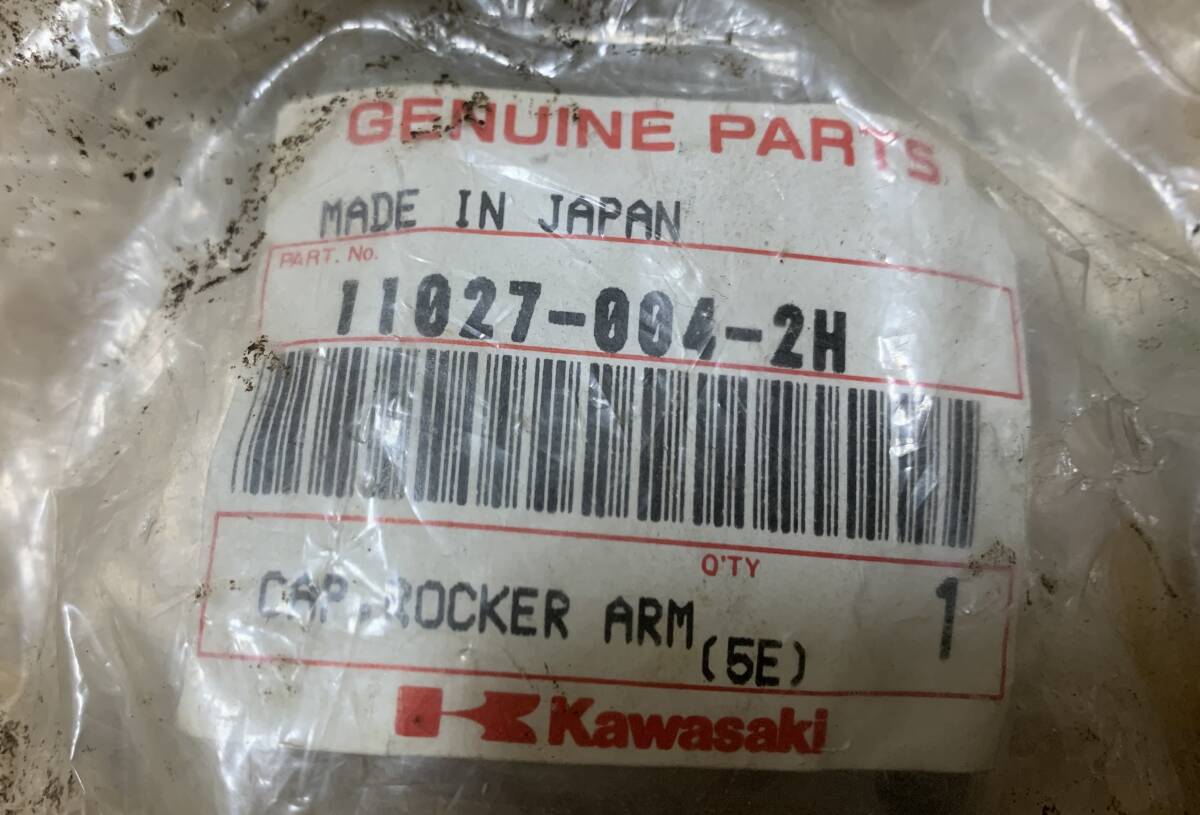 GENUINE PARTS
MADE IN JAPAN
PART. No.
11027-004-2H
Q'TY
CAP,ROCKER ARM 1
(5E)
Kawasaki